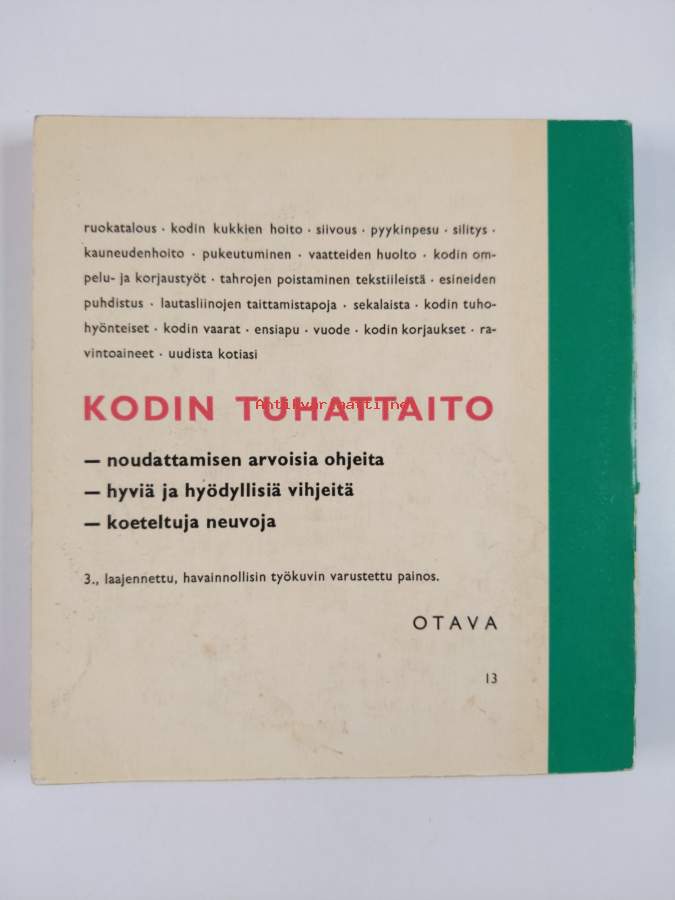 ruokatalous · kodin kukkien hoito · siivous · pyykinpesu · silitys ·
kauneudenhoito · pukeutuminen · vaatteiden huolto · kodin om-
pelu- ja korjaustyöt · tahrojen poistaminen tekstiileistä · esineiden
puhdistus · lautasliinojen taittamistapoja · sekalaista · kodin tuho-
hyönteiset · kodin vaarat · ensiapu · vuode · kodin korjaukset · ra-
vintoaineet · uudista kotiasi
KODIN TUHATTAITO
Antikvariaatti.net
— noudattamisen arvoisia ohjeita
— hyviä ja hyödyllisiä vihjeitä
— koeteltuja neuvoja
3., laajennettu, havainnollisin työkuvin varustettu painos.
OTAVA
13